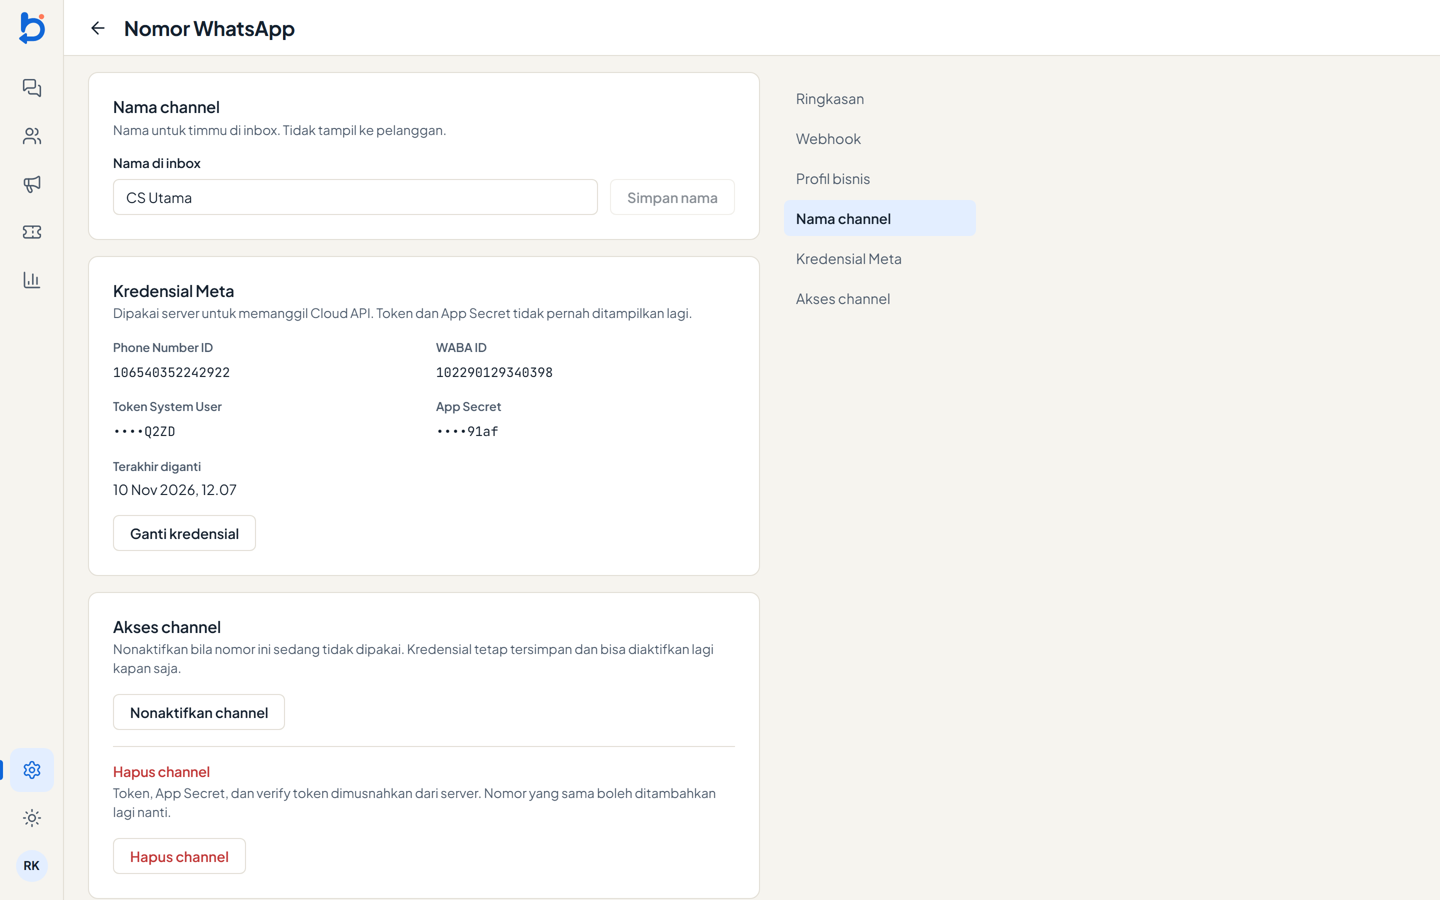 Nomor WhatsApp
Nama channel
Nama untuk timmu di inbox. Tidak tampil ke pelanggan.
Nama di inbox
CS Utama
Simpan nama
Kredensial Meta
Dipakai server untuk memanggil Cloud API. Token dan App Secret tidak pernah ditampilkan lagi.
Phone Number ID
WABA ID
106540352242922
102290129340398
Token System User
App Secret
••••Q2ZD
••••91af
Terakhir diganti
10 Nov 2026, 12.07
Ganti kredensial
Akses channel
Nonaktifkan bila nomor ini sedang tidak dipakai. Kredensial tetap tersimpan dan bisa diaktifkan lagi
kapan saja.
Nonaktifkan channel
Hapus channel
Token, App Secret, dan verify token dimusnahkan dari server. Nomor yang sama boleh ditambahkan
lagi nanti.
Hapus channel
Ringkasan
Webhook
Profil bisnis
Nama channel
Kredensial Meta
Akses channel
RK